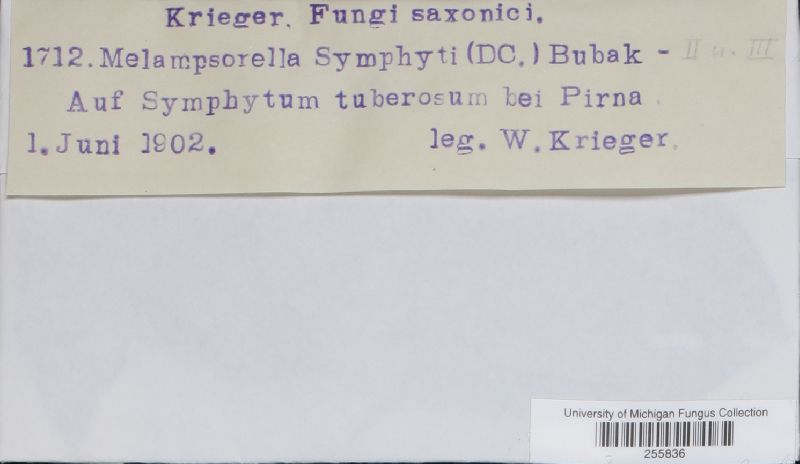 Krieger. Fungi saxonici.
1712. Melampsorella Symphyti (DC.) Bubak - II u. III
Auf Symphytum tuberosum bei Pirna.
1. Juni 1902. leg. W. Krieger.
University of Michigan Fungus Collection
255836